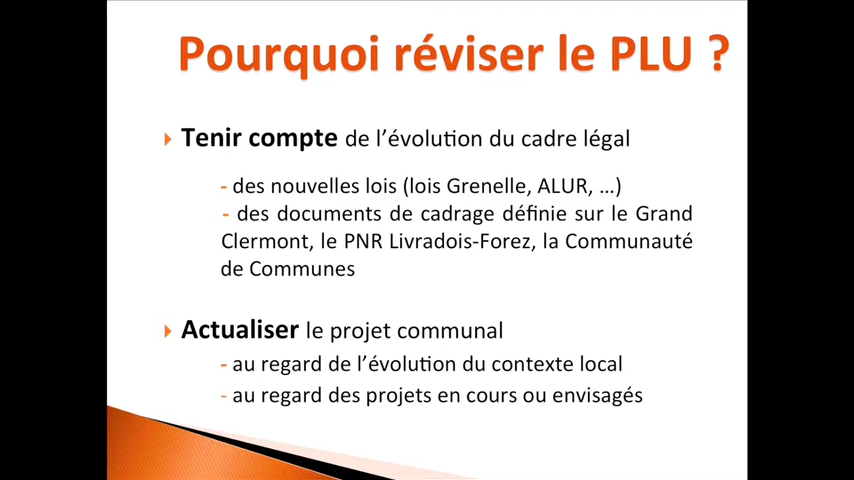 Pourquoi réviser le PLU ?
Tenir compte de l'évolution du cadre légal
- des nouvelles lois (lois Grenelle, ALUR, ...)
- des documents de cadrage définie sur le Grand
Clermont, le PNR Livradois-Forez, la Communauté
de Communes
Actualiser le projet communal
- au regard de l'évolution du contexte local
- au regard des projets en cours ou envisagés